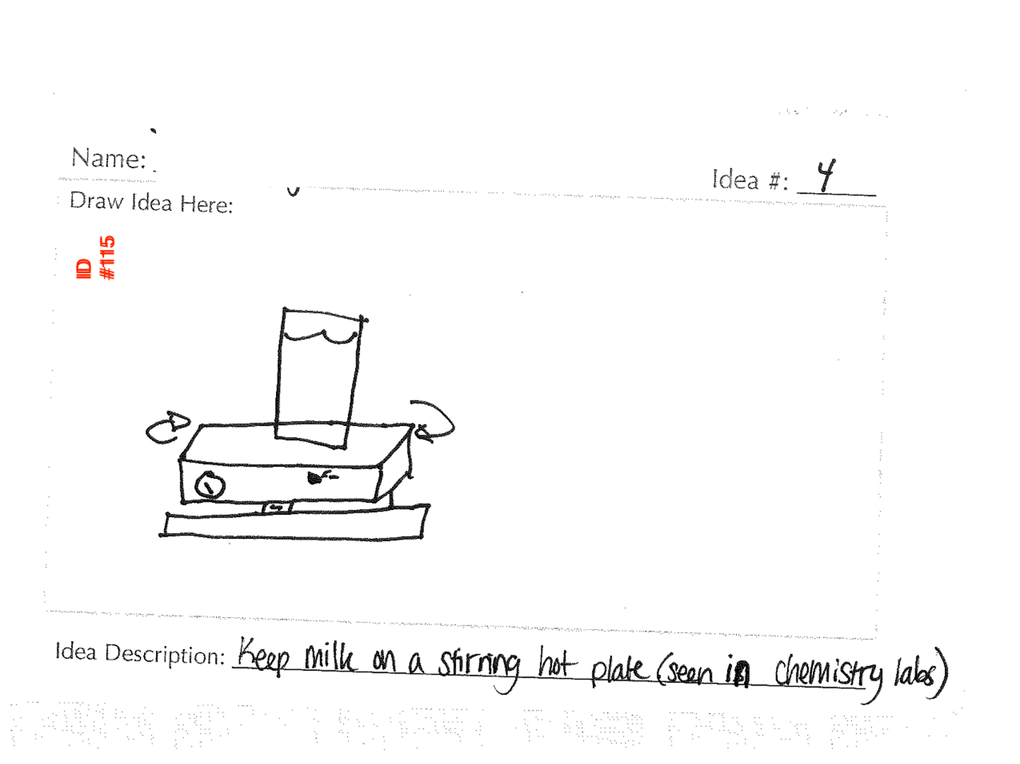 Name:
Idea #: 4
Draw Idea Here:
IID
#115
Idea Description: Keep milk on a stirring hot plate (seen in chemistry labs)